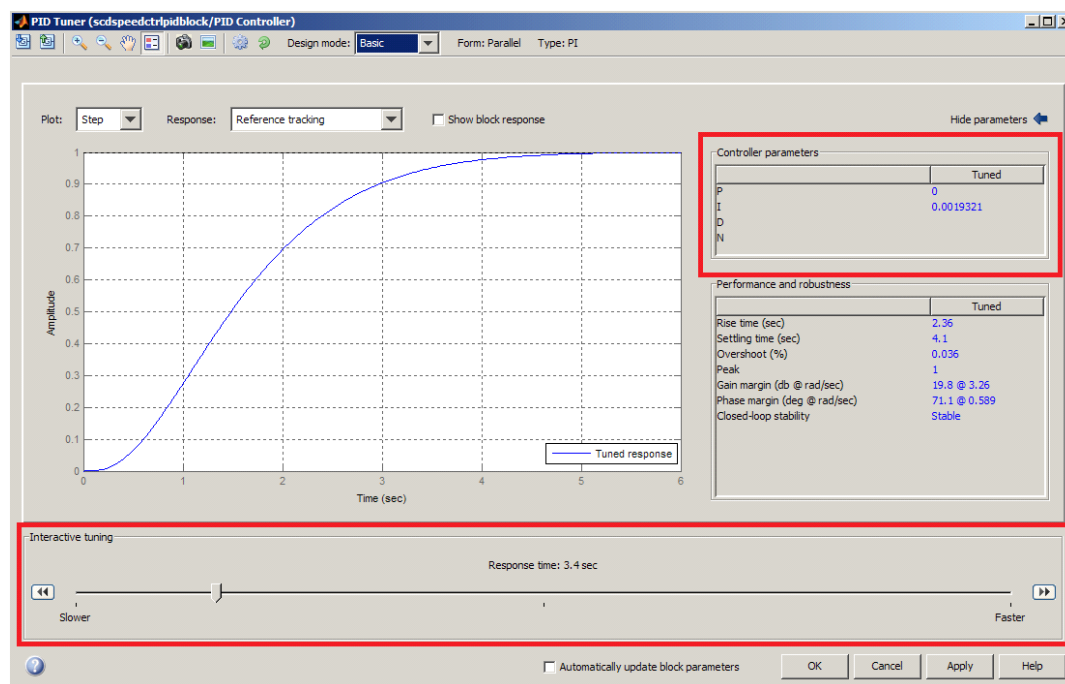 PID Tuner (scdspeedctrlpidblock/PID Controller)
Design mode: Basic Form: Parallel Type: PI
Plot: Step Response: Reference tracking Show block response Hide parameters
Controller parameters
Tuned
P 0
I 0.0019321
D
N
Performance and robustness
Tuned
Rise time (sec) 2.36
Settling time (sec) 4.1
Overshoot (%) 0.036
Peak 1
Gain margin (db @ rad/sec) 19.8 @ 3.26
Phase margin (deg @ rad/sec) 71.1 @ 0.589
Closed-loop stability Stable
Amplitude
1
0.9
0.8
0.7
0.6
0.5
0.4
0.3
0.2
0.1
0
0 1 2 3 4 5 6
Time (sec)
Tuned response
Interactive tuning
Response time: 3.4 sec
Slower Faster
Automatically update block parameters OK Cancel Apply Help